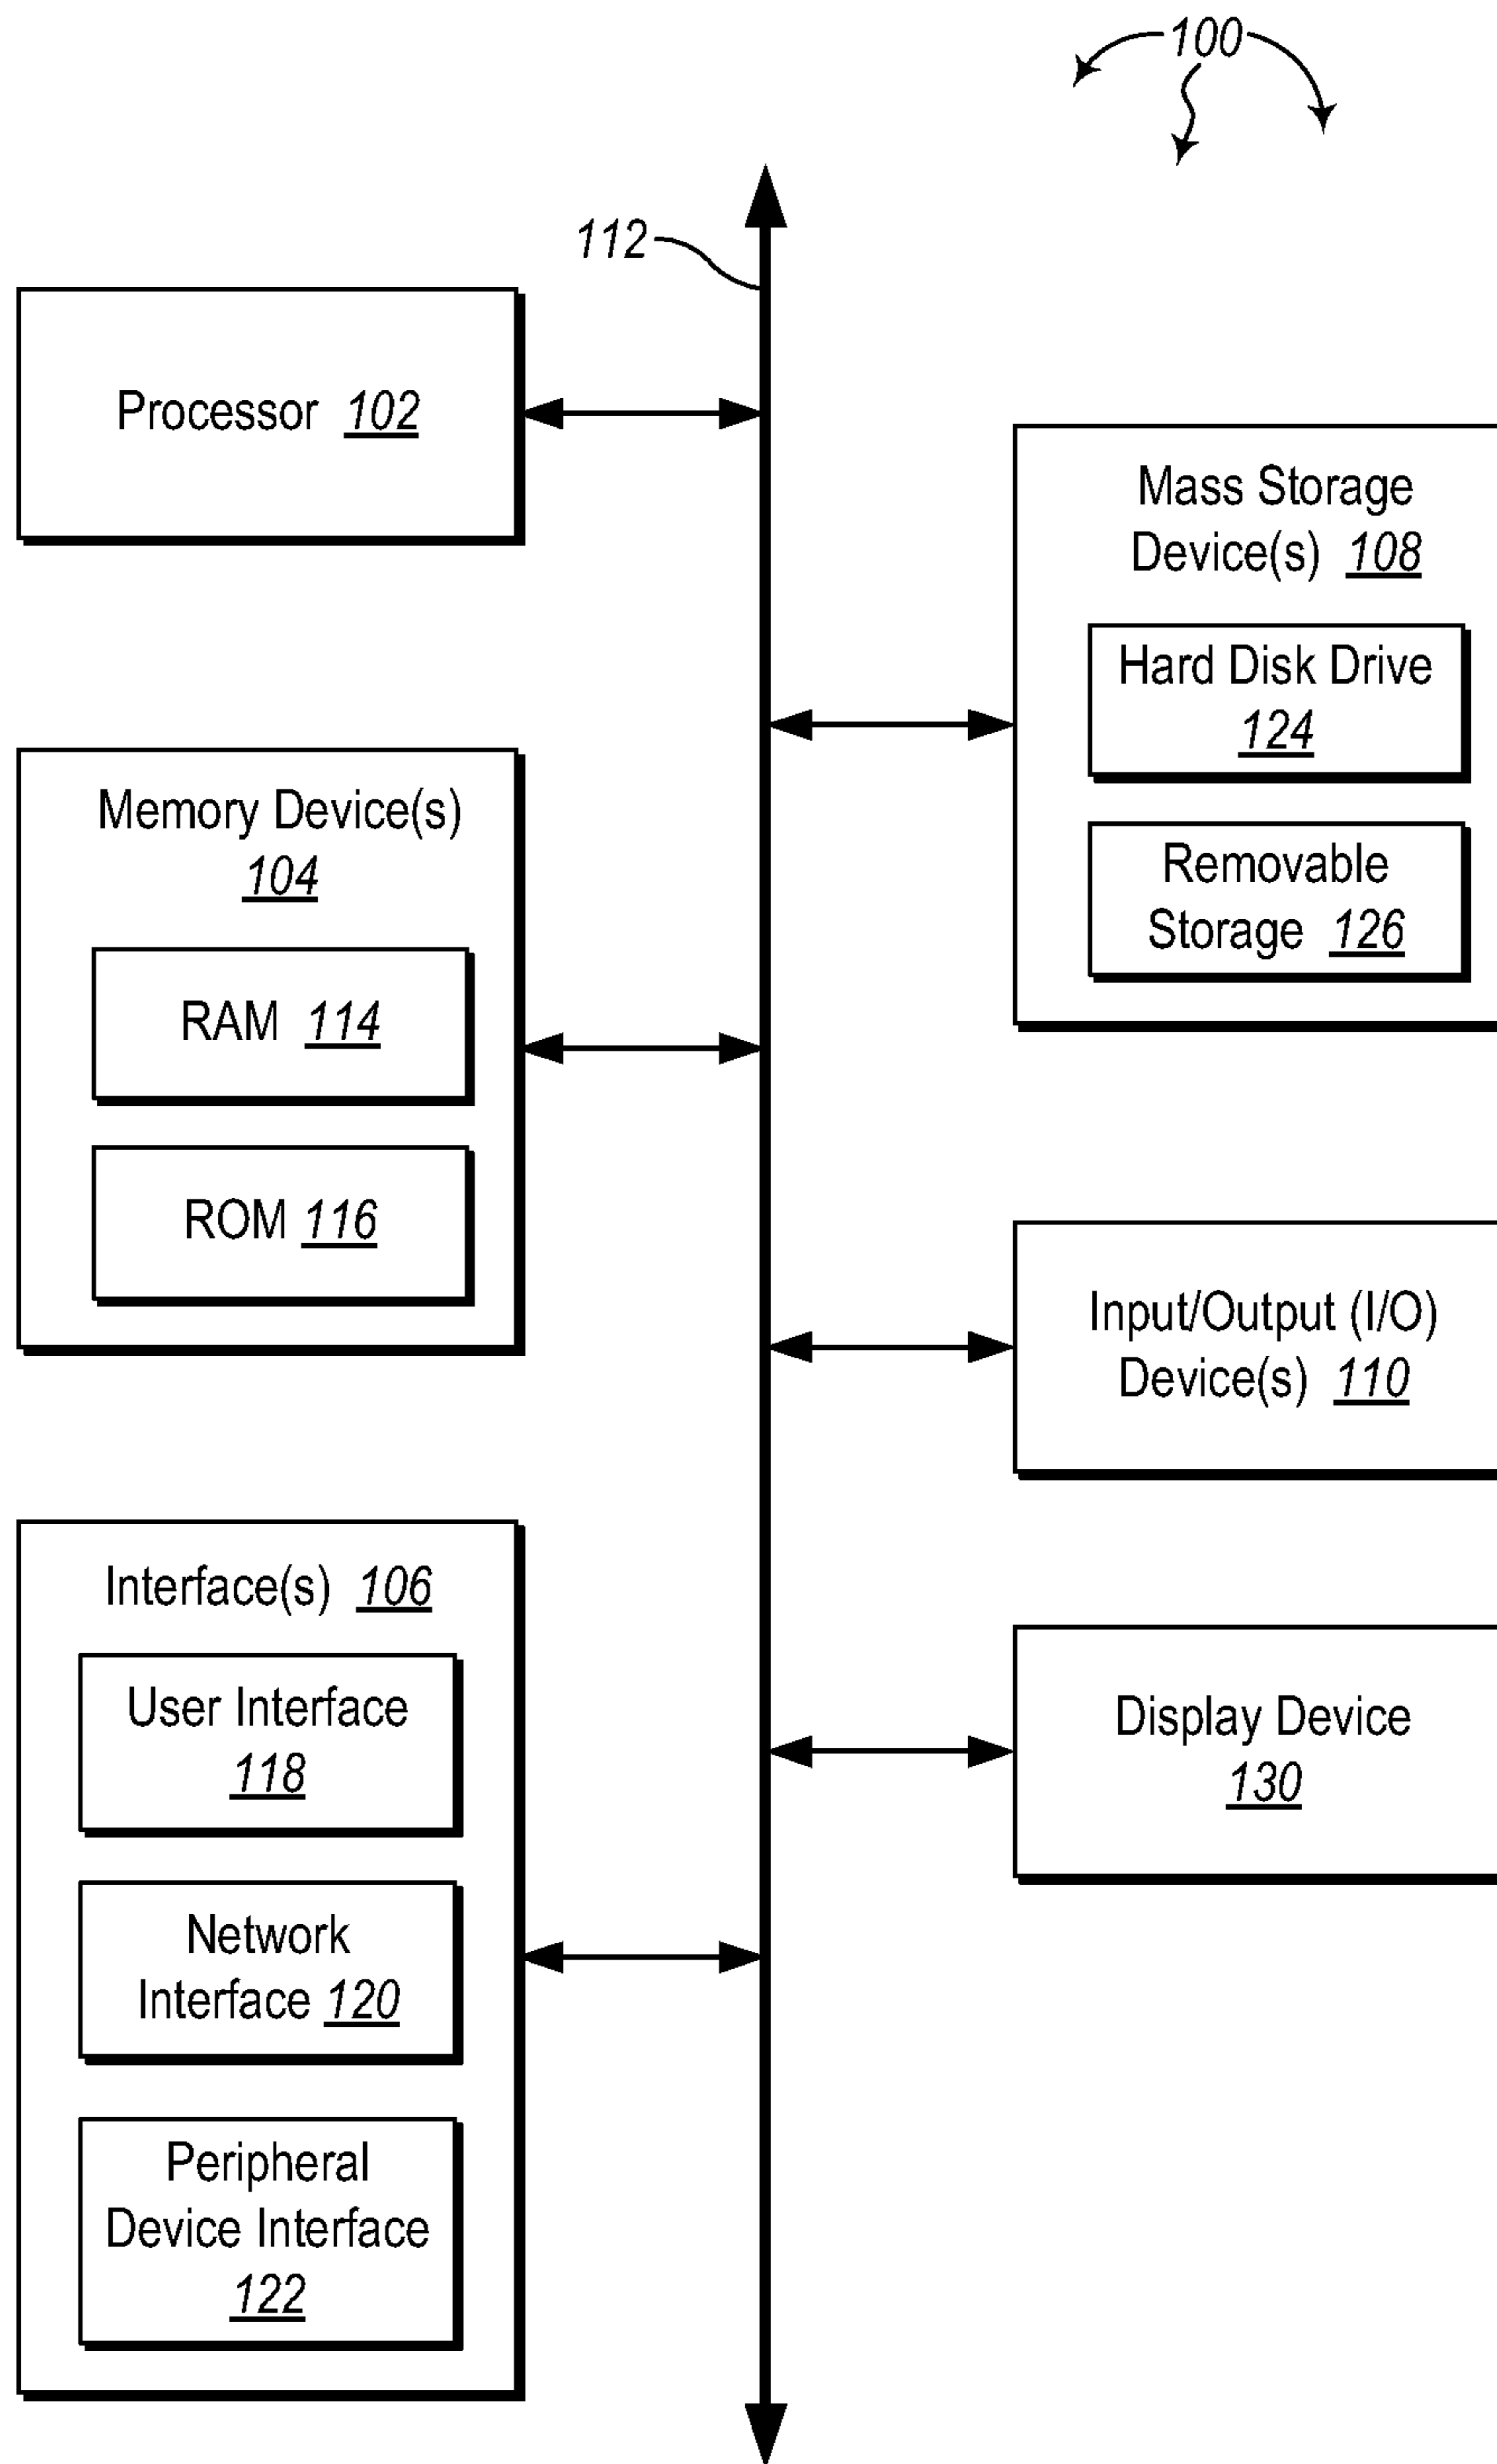 100
112
Processor 102
Mass Storage
Device(s) 108
Hard Disk Drive
124
Removable
Storage 126
Memory Device(s)
104
RAM 114
ROM 116
Input/Output (I/O)
Device(s) 110
Interface(s) 106
User Interface
118
Network
Interface 120
Peripheral
Device Interface
122
Display Device
130